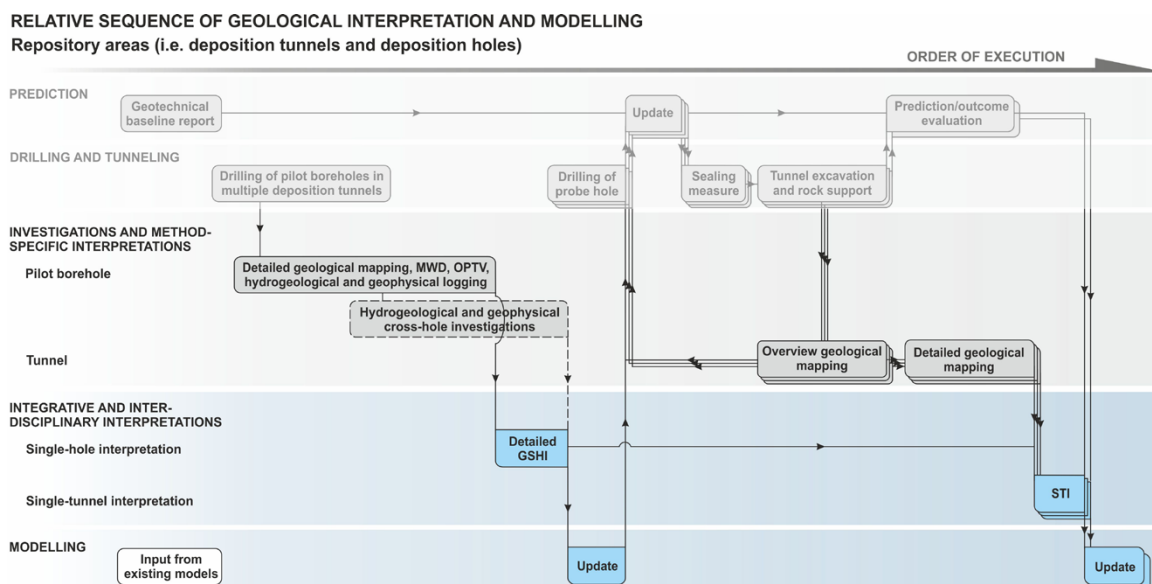 RELATIVE SEQUENCE OF GEOLOGICAL INTERPRETATION AND MODELLING
Repository areas (i.e. deposition tunnels and deposition holes)
ORDER OF EXECUTION
PREDICTION
Geotechnical
baseline report
Update
Prediction/outcome
evaluation
DRILLING AND TUNNELING
Drilling of pilot boreholes in
multiple deposition tunnels
Drilling of
probe hole
Sealing
measure
Tunnel excavation
and rock support
INVESTIGATIONS AND METHOD-
SPECIFIC INTERPRETATIONS
Pilot borehole
Detailed geological mapping, MWD, OPTV,
hydrogeological and geophysical logging
Hydrogeological and geophysical
cross-hole investigations
Tunnel
Overview geological
mapping
Detailed geological
mapping
INTEGRATIVE AND INTER-
DISCIPLINARY INTERPRETATIONS
Single-hole interpretation
Detailed
GSHI
Single-tunnel interpretation
STI
MODELLING
Input from
existing models
Update
Update